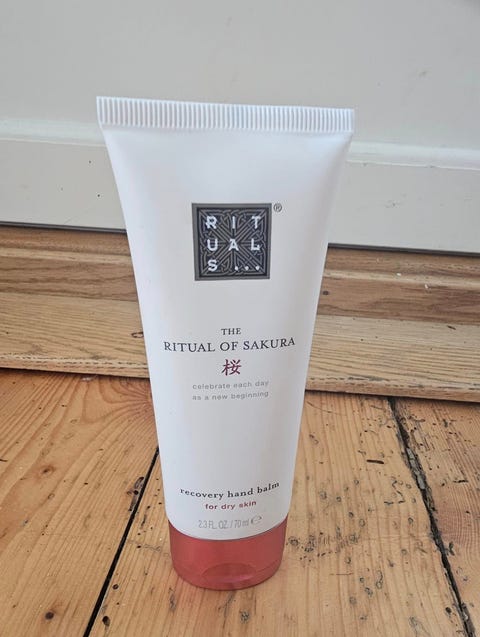 RIT
UAL
S...
®
THE
RITUAL OF SAKURA
桜
celebrate each day
as a new beginning
recovery hand balm
for dry skin
2.3 FL. OZ. / 70 ml ℮